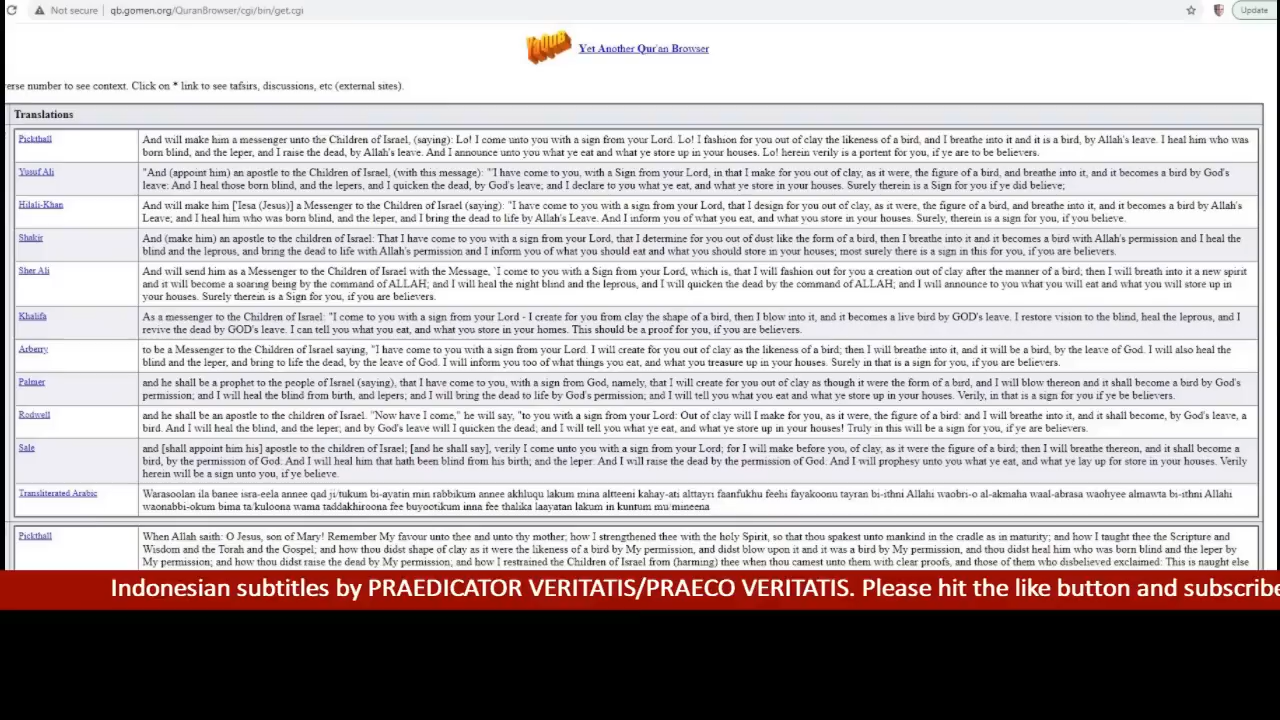 Not secure | qb.gomen.org/QuranBrowser/cgi/bin/get.cgi
Update
YaQuB Yet Another Qur'an Browser
erse number to see context. Click on * link to see tafsirs, discussions, etc (external sites).
Translations
Pickthall
And will make him a messenger unto the Children of Israel, (saying): Lo! I come unto you with a sign from your Lord. Lo! I fashion for you out of clay the likeness of a bird, and I breathe into it and it is a bird, by Allah's leave. I heal him who was
born blind, and the leper, and I raise the dead, by Allah's leave. And I announce unto you what ye eat and what ye store up in your houses. Lo! herein verily is a portent for you, if ye are to be believers.
Yusuf Ali
"And (appoint him) an apostle to the Children of Israel, (with this message): "'I have come to you, with a Sign from your Lord, in that I make for you out of clay, as it were, the figure of a bird, and breathe into it, and it becomes a bird by God's
leave: And I heal those born blind, and the lepers, and I quicken the dead, by God's leave; and I declare to you what ye eat, and what ye store in your houses. Surely therein is a Sign for you if ye did believe;
Hilali-Khan
And will make him ['Iesa (Jesus)] a Messenger to the Children of Israel (saying): "I have come to you with a sign from your Lord, that I design for you out of clay, as it were, the figure of a bird, and breathe into it, and it becomes a bird by Allah's
Leave; and I heal him who was born blind, and the leper, and I bring the dead to life by Allah's Leave. And I inform you of what you eat, and what you store in your houses. Surely, therein is a sign for you, if you believe.
Shakir
And (make him) an apostle to the children of Israel: That I have come to you with a sign from your Lord, that I determine for you out of dust like the form of a bird, then I breathe into it and it becomes a bird with Allah's permission and I heal the
blind and the leprous, and bring the dead to life with Allah's permission and I inform you of what you should eat and what you should store in your houses; most surely there is a sign in this for you, if you are believers.
Sher Ali
And will send him as a Messenger to the Children of Israel with the Message, `I come to you with a Sign from your Lord, which is, that I will fashion out for you a creation out of clay after the manner of a bird; then I will breath into it a new spirit
and it will become a soaring being by the command of ALLAH; and I will heal the night blind and the leprous, and I will quicken the dead by the command of ALLAH; and I will announce to you what you will eat and what you will store up in
your houses. Surely therein is a Sign for you, if you are believers.
Khalifa
As a messenger to the Children of Israel: "I come to you with a sign from your Lord - I create for you from clay the shape of a bird, then I blow into it, and it becomes a live bird by GOD's leave. I restore vision to the blind, heal the leprous, and I
revive the dead by GOD's leave. I can tell you what you eat, and what you store in your homes. This should be a proof for you, if you are believers.
Arberry
to be a Messenger to the Children of Israel saying, "I have come to you with a sign from your Lord. I will create for you out of clay as the likeness of a bird; then I will breathe into it, and it will be a bird, by the leave of God. I will also heal the
blind and the leper, and bring to life the dead, by the leave of God. I will inform you too of what things you eat, and what you treasure up in your houses. Surely in that is a sign for you, if you are believers.
Palmer
and he shall be a prophet to the people of Israel (saying), that I have come to you, with a sign from God, namely, that I will create for you out of clay as though it were the form of a bird, and I will blow thereon and it shall become a bird by God's
permission; and I will heal the blind from birth, and lepers; and I will bring the dead to life by God's permission; and I will tell you what you eat and what ye store up in your houses. Verily, in that is a sign for you if ye be believers.
Rodwell
and he shall be an apostle to the children of Israel. "Now have I come," he will say, "to you with a sign from your Lord: Out of clay will I make for you, as it were, the figure of a bird: and I will breathe into it, and it shall become, by God's leave, a
bird. And I will heal the blind, and the leper; and by God's leave will I quicken the dead; and I will tell you what ye eat, and what ye store up in your houses! Truly in this will be a sign for you, if ye are believers.
Sale
and [shall appoint him his] apostle to the children of Israel; [and he shall say], verily I come unto you with a sign from your Lord; for I will make before you, of clay, as it were the figure of a bird; then I will breathe thereon, and it shall become a
bird, by the permission of God: And I will heal him that hath been blind from his birth; and the leper: And I will raise the dead by the permission of God. And I will prophesy unto you what ye eat, and what ye lay up for store in your houses. Verily
herein will be a sign unto you, if ye believe.
Transliterated Arabic
Warasoolan ila banee isra-eela annee qad ji/tukum bi-ayatin min rabbikum annee akhluqu lakum mina altteeni kahay-ati alttayri faanfukhu feehi fayakoonu tayran bi-ithni Allahi waobri-o al-akmaha waal-abrasa waohyee almawta bi-ithni Allahi
waonabbi-okum bima ta/kuloona wama taddakhiroona fee buyootikum inna fee thalika laayatan lakum in kuntum mu/mineena
Pickthall
When Allah saith: O Jesus, son of Mary! Remember My favour unto thee and unto thy mother; how I strengthened thee with the holy Spirit, so that thou spakest unto mankind in the cradle as in maturity; and how I taught thee the Scripture and
Wisdom and the Torah and the Gospel; and how thou didst shape of clay as it were the likeness of a bird by My permission, and didst blow upon it and it was a bird by My permission, and thou didst heal him who was born blind and the leper by
My permission; and how thou didst raise the dead by My permission; and how I restrained the Children of Israel from (harming) thee when thou camest unto them with clear proofs, and those of them who disbelieved exclaimed: This is naught else
Indonesian subtitles by PRAEDICATOR VERITATIS/PRAECO VERITATIS. Please hit the like button and subscribe